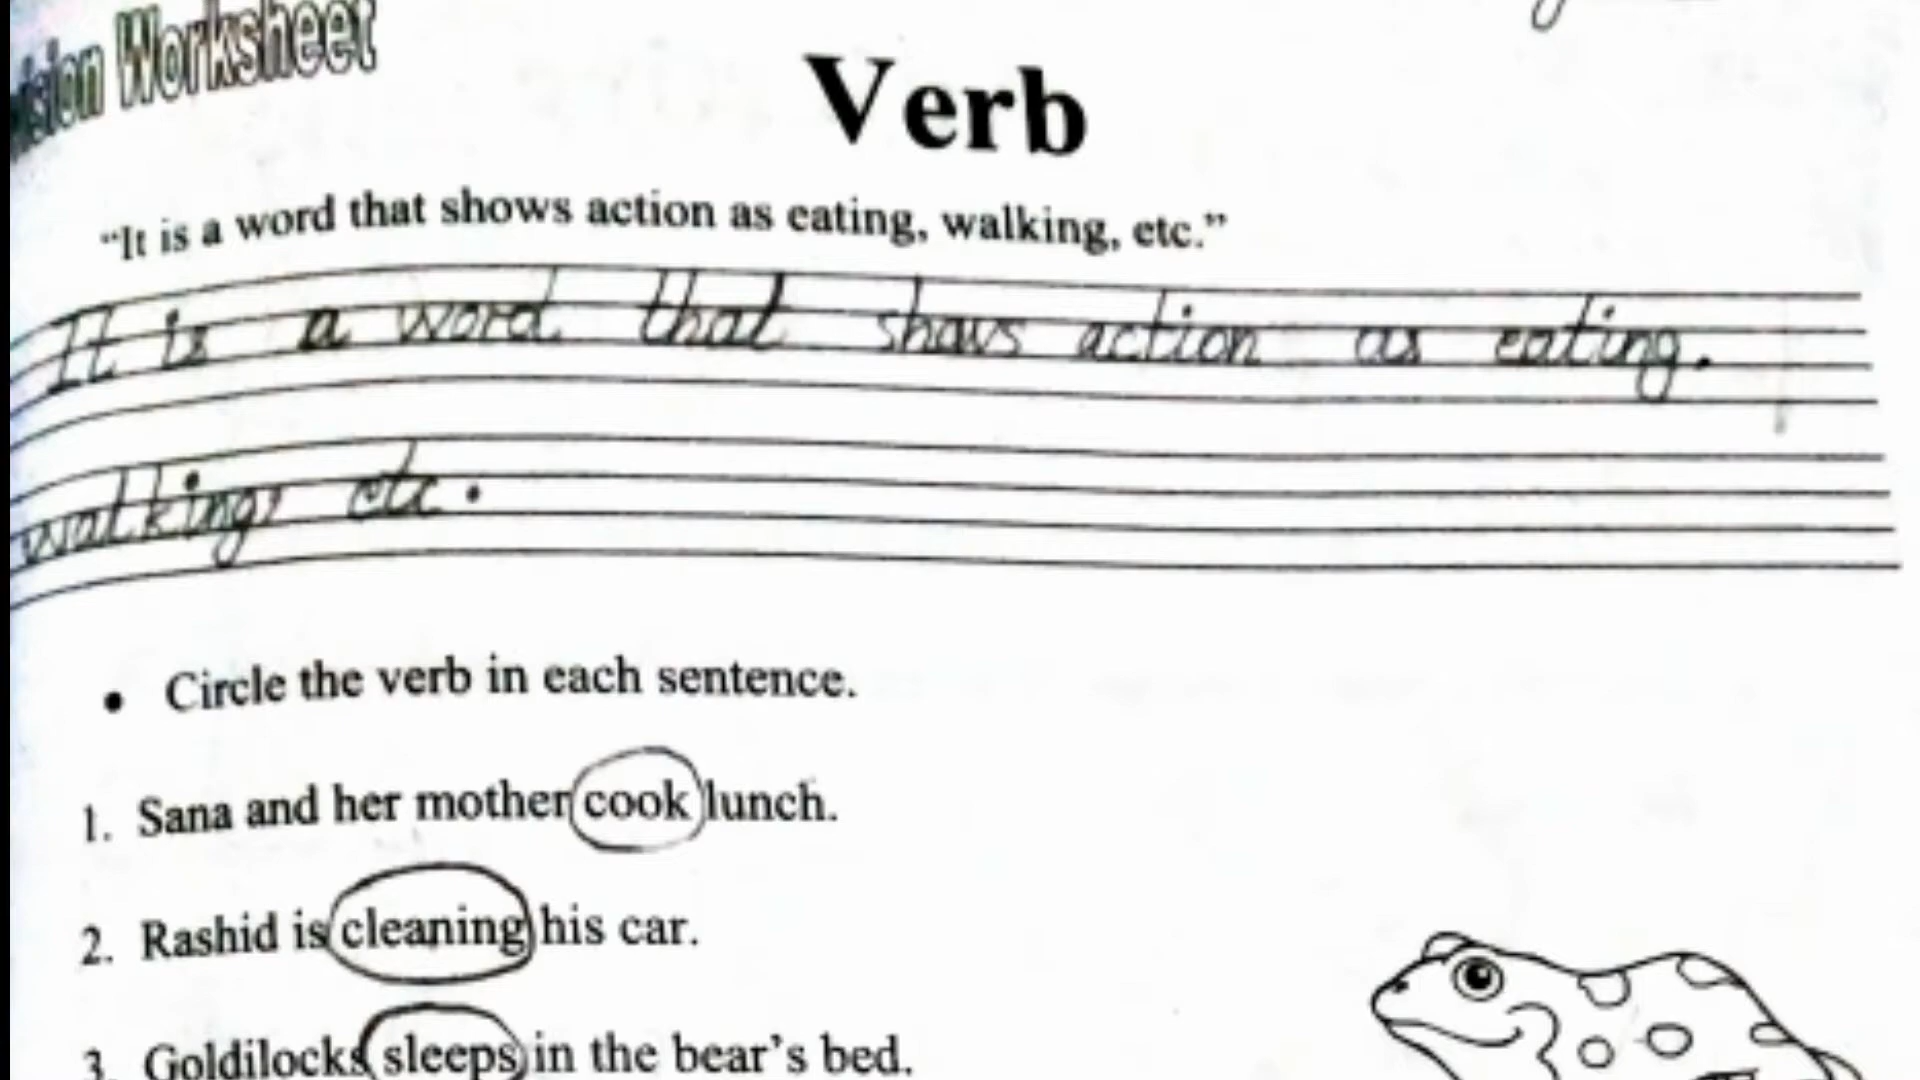 Worksheet
Verb
“It is a word that shows action as eating, walking, etc.”
It is a word that shows action as eating.
walking, etc.
• Circle the verb in each sentence.
1. Sana and her mother cook lunch.
2. Rashid is cleaning his car.
3. Goldilocks sleeps in the bear’s bed.